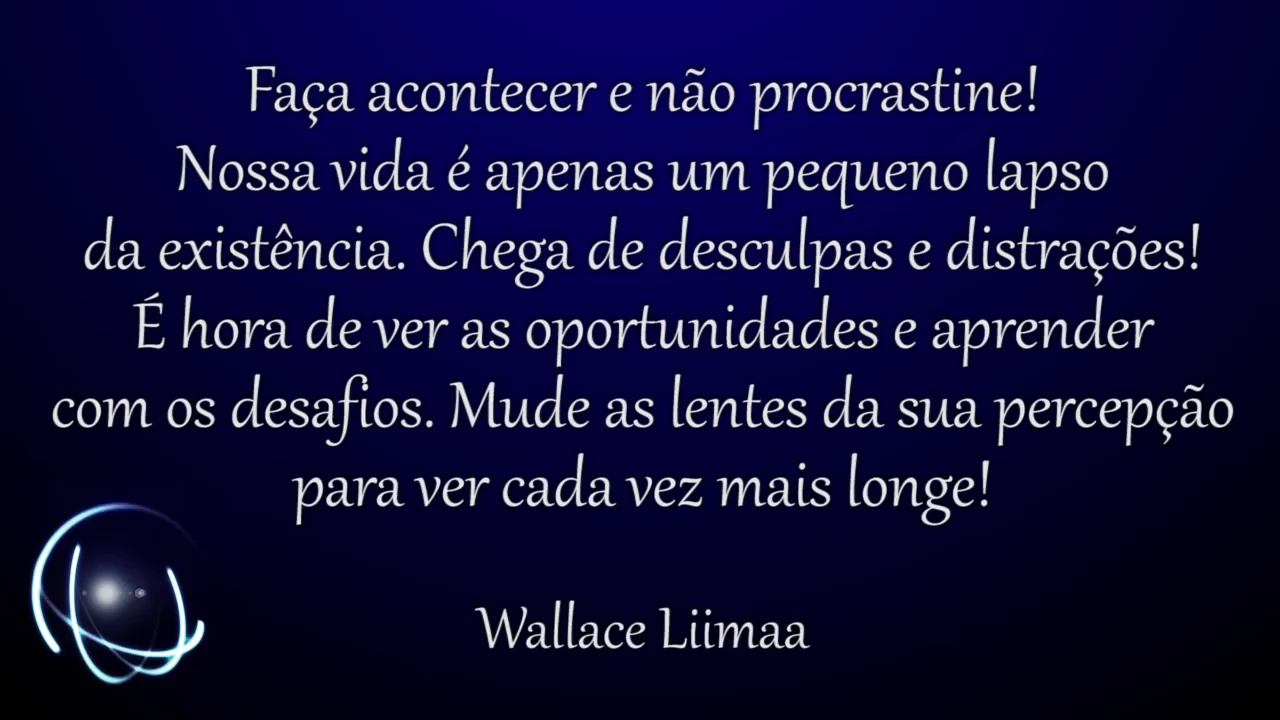 Faça acontecer e não procrastine!
Nossa vida é apenas um pequeno lapso
da existência. Chega de desculpas e distrações!
É hora de ver as oportunidades e aprender
com os desafios. Mude as lentes da sua percepção
para ver cada vez mais longe!
Wallace Liimaa